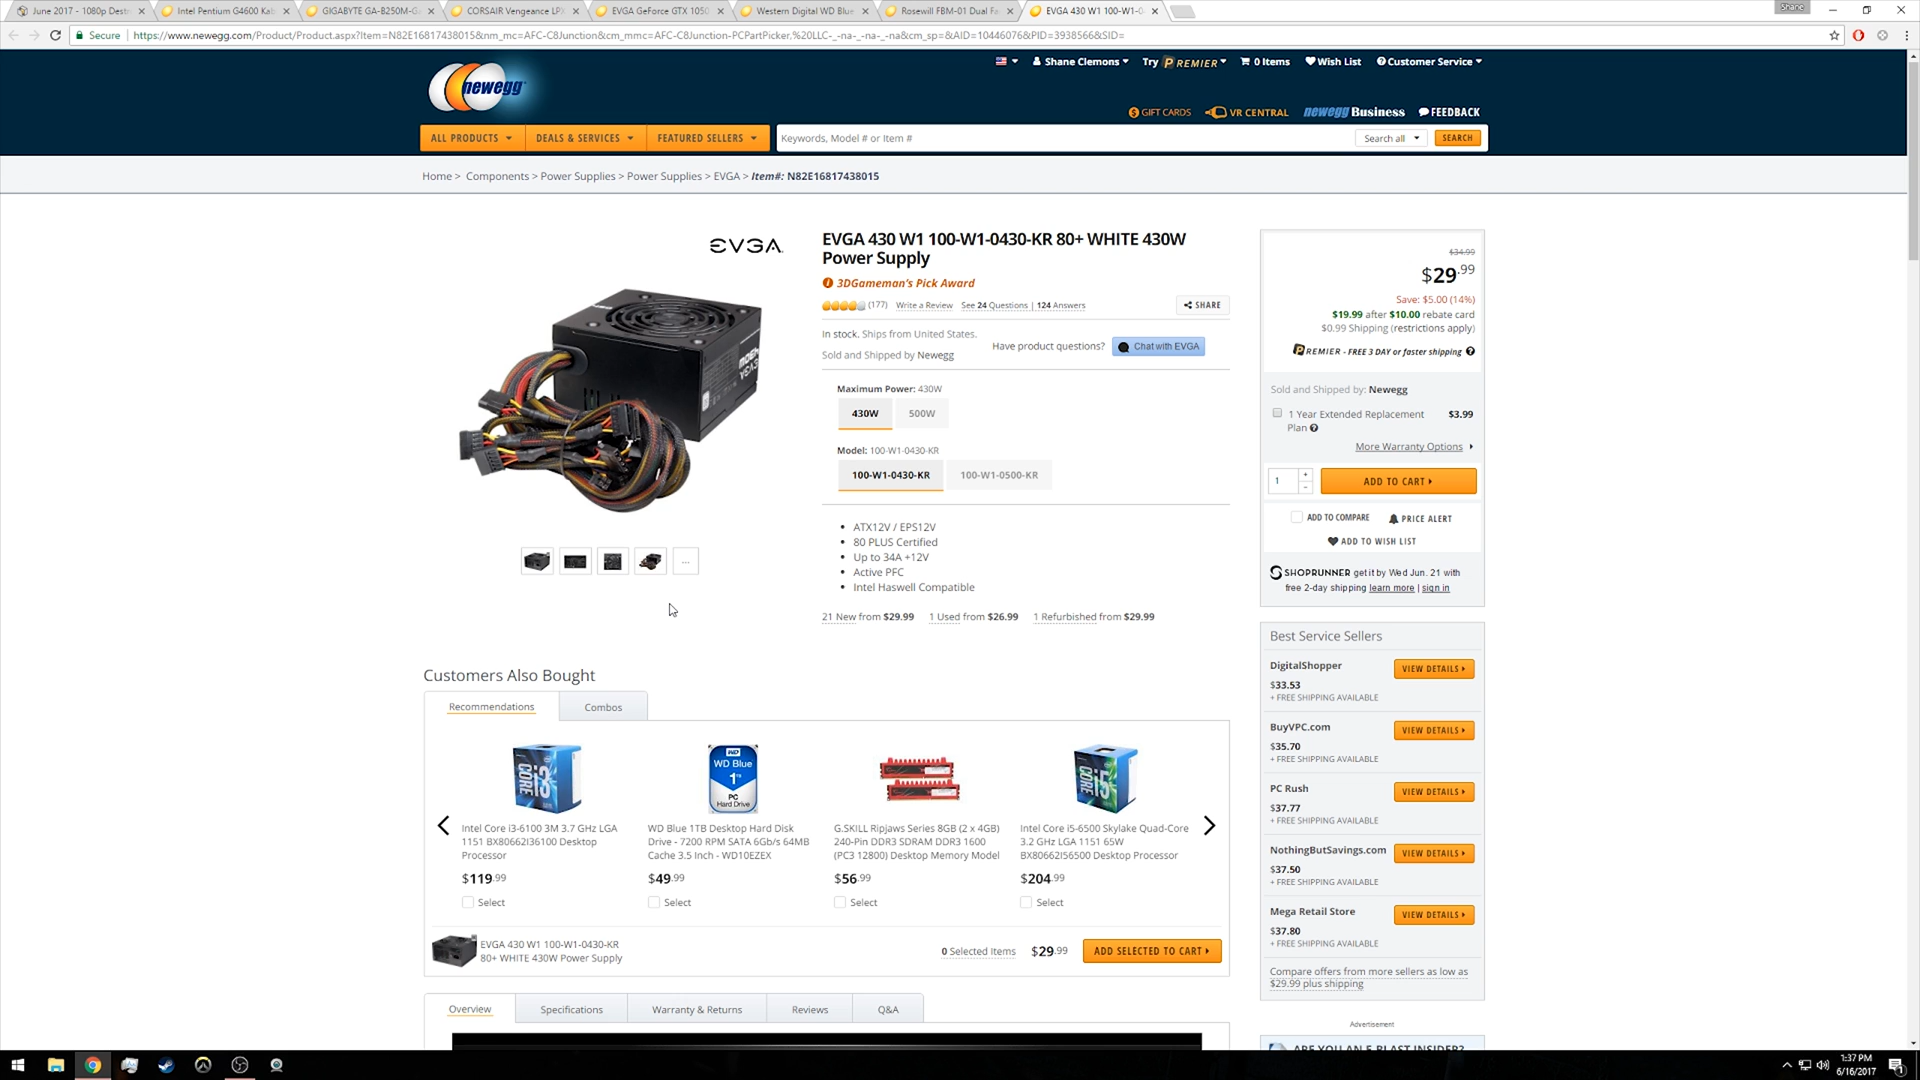 June 2017 - 1080p Destr
Intel Pentium G4600 Kab
GIGABYTE GA-B250M-G
CORSAIR Vengeance LPX
EVGA GeForce GTX 1050
Western Digital WD Blue
Rosewill FBM-01 Dual Fa
EVGA 430 W1 100-W1-0
Shane
Secure
https://www.newegg.com/Product/Product.aspx?Item=N82E16817438015&nm_mc=AFC-C8Junction&cm_mmc=AFC-C8Junction-PCPartPicker,%20LLC-_-na-_-na-_-na&cm_sp=&AID=10446076&PID=3938566&SID=
newegg
Shane Clemons
Try PREMIER
0 Items
Wish List
Customer Service
GIFT CARDS
VR CENTRAL
newegg Business
FEEDBACK
ALL PRODUCTS
DEALS & SERVICES
FEATURED SELLERS
Keywords, Model # or Item #
Search all
SEARCH
Home > Components > Power Supplies > Power Supplies > EVGA > Item#: N82E16817438015
EVGA
EVGA 430 W1 100-W1-0430-KR 80+ WHITE 430W
Power Supply
3DGameman's Pick Award
(177) Write a Review See 24 Questions | 124 Answers
SHARE
In stock. Ships from United States.
Sold and Shipped by Newegg
Have product questions?
Chat with EVGA
Maximum Power: 430W
430W
500W
Model: 100-W1-0430-KR
100-W1-0430-KR
100-W1-0500-KR
• ATX12V / EPS12V
• 80 PLUS Certified
• Up to 34A +12V
• Active PFC
• Intel Haswell Compatible
21 New from $29.99 1 Used from $26.99 1 Refurbished from $29.99
...
$34.99
$29.99
Save: $5.00 (14%)
$19.99 after $10.00 rebate card
$0.99 Shipping (restrictions apply)
PREMIER - FREE 3 DAY or faster shipping
Sold and Shipped by: Newegg
1 Year Extended Replacement
Plan
$3.99
More Warranty Options
1
+
-
ADD TO CART
ADD TO COMPARE
PRICE ALERT
ADD TO WISH LIST
SHOPRUNNER get it by Wed Jun. 21 with
free 2-day shipping learn more | sign in
Best Service Sellers
DigitalShopper
$33.53
+ FREE SHIPPING AVAILABLE
VIEW DETAILS
BuyVPC.com
$35.70
+ FREE SHIPPING AVAILABLE
VIEW DETAILS
PC Rush
$37.77
+ FREE SHIPPING AVAILABLE
VIEW DETAILS
NothingButSavings.com
$37.50
+ FREE SHIPPING AVAILABLE
VIEW DETAILS
Mega Retail Store
$37.80
+ FREE SHIPPING AVAILABLE
VIEW DETAILS
Compare offers from more sellers as low as
$29.99 plus shipping
Advertisement
ARE YOU AN E-BLAST INSIDER?
Customers Also Bought
Recommendations
Combos
CORE i3
WD
WD Blue
1TB
PC
Hard Drive
CORE i5
Intel Core i3-6100 3M 3.7 GHz LGA
1151 BX80662I36100 Desktop
Processor
$119.99
Select
WD Blue 1TB Desktop Hard Disk
Drive - 7200 RPM SATA 6Gb/s 64MB
Cache 3.5 Inch - WD10EZEX
$49.99
Select
G.SKILL Ripjaws Series 8GB (2 x 4GB)
240-Pin DDR3 SDRAM DDR3 1600
(PC3 12800) Desktop Memory Model
$56.99
Select
Intel Core i5-6500 Skylake Quad-Core
3.2 GHz LGA 1151 65W
BX80662I56500 Desktop Processor
$204.99
Select
EVGA 430 W1 100-W1-0430-KR
80+ WHITE 430W Power Supply
0 Selected Items
$29.99
ADD SELECTED TO CART
Overview
Specifications
Warranty & Returns
Reviews
Q&A
1:37 PM
6/16/2017